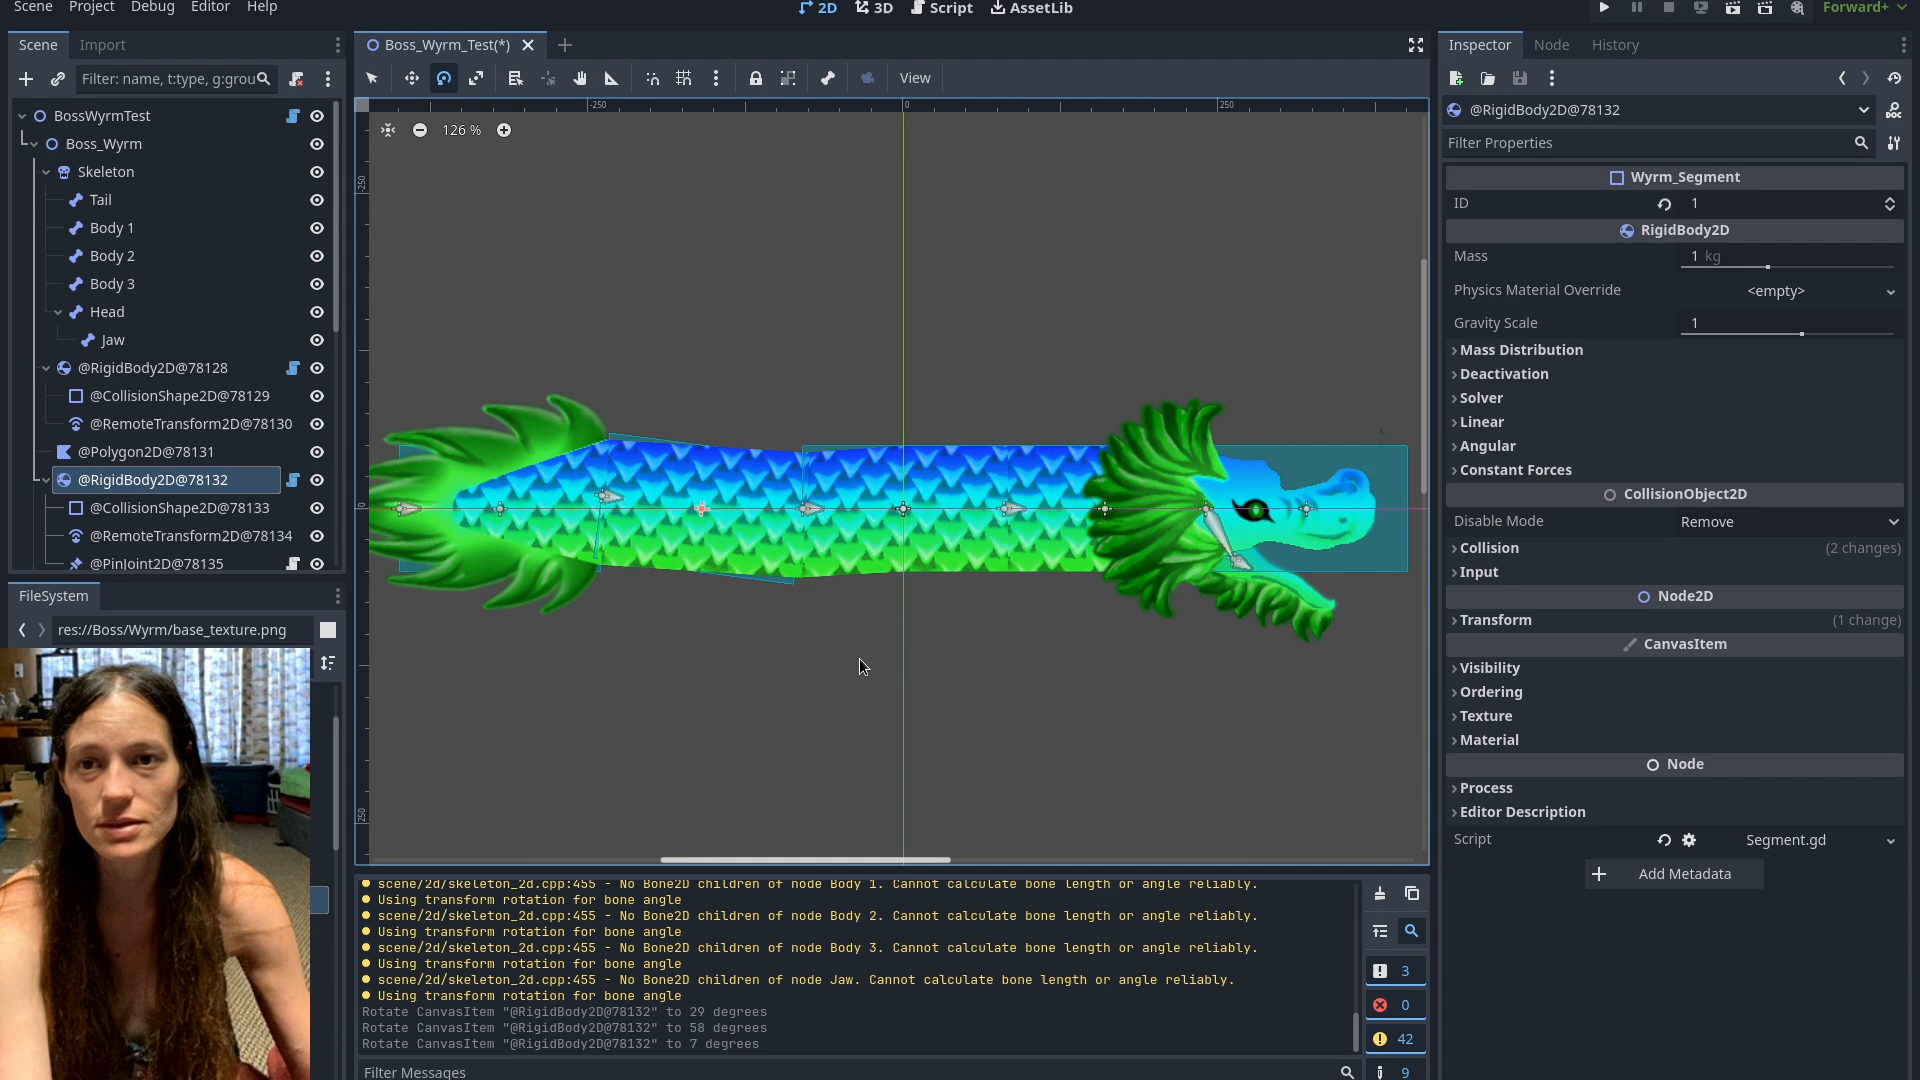 Scene Project Debug Editor Help
2D 3D Script AssetLib
Forward+
Scene Import
Filter: name, t:type, g:grou
BossWyrmTest
Boss_Wyrm
Skeleton
Tail
Body 1
Body 2
Body 3
Head
Jaw
@RigidBody2D@78128
@CollisionShape2D@78129
@RemoteTransform2D@78130
@Polygon2D@78131
@RigidBody2D@78132
@CollisionShape2D@78133
@RemoteTransform2D@78134
@PinJoint2D@78135
FileSystem
res://Boss/Wyrm/base_texture.png
Boss_Wyrm_Test(*)
View
-250 0 250
126 %
-250
0
250
scene/2d/skeleton_2d.cpp:455 - No Bone2D children of node Body 1. Cannot calculate bone length or angle reliably.
Using transform rotation for bone angle
scene/2d/skeleton_2d.cpp:455 - No Bone2D children of node Body 2. Cannot calculate bone length or angle reliably.
Using transform rotation for bone angle
scene/2d/skeleton_2d.cpp:455 - No Bone2D children of node Body 3. Cannot calculate bone length or angle reliably.
Using transform rotation for bone angle
scene/2d/skeleton_2d.cpp:455 - No Bone2D children of node Jaw. Cannot calculate bone length or angle reliably.
Using transform rotation for bone angle
Rotate CanvasItem "@RigidBody2D@78132" to 29 degrees
Rotate CanvasItem "@RigidBody2D@78132" to 58 degrees
Rotate CanvasItem "@RigidBody2D@78132" to 7 degrees
Filter Messages
3
0
42
9
Inspector Node History
@RigidBody2D@78132
Filter Properties
Wyrm_Segment
ID 1
RigidBody2D
Mass 1 kg
Physics Material Override <empty>
Gravity Scale 1
Mass Distribution
Deactivation
Solver
Linear
Angular
Constant Forces
CollisionObject2D
Disable Mode Remove
Collision (2 changes)
Input
Node2D
Transform (1 change)
CanvasItem
Visibility
Ordering
Texture
Material
Node
Process
Editor Description
Script Segment.gd
Add Metadata